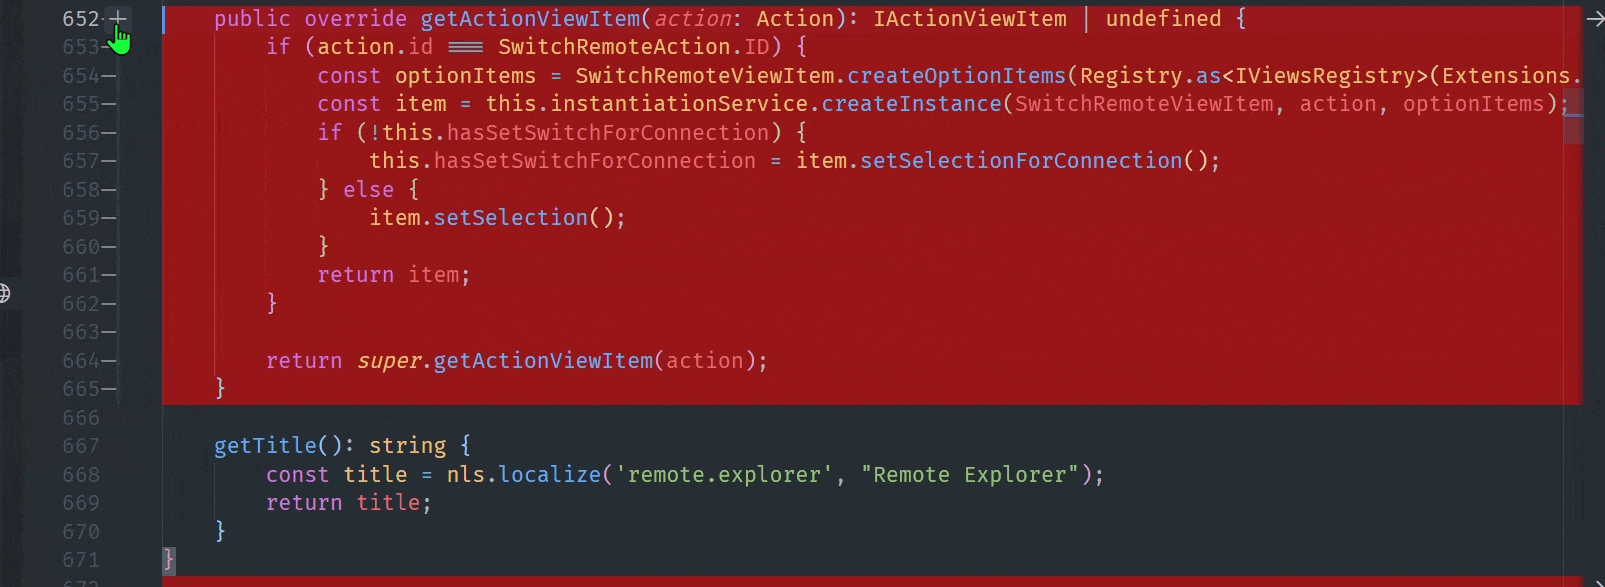 652 + public override getActionViewItem(action: Action): IActionViewItem | undefined {
653— if (action.id === SwitchRemoteAction.ID) {
654— const optionItems = SwitchRemoteViewItem.createOptionItems(Registry.as<IViewsRegistry>(Extensions.
655— const item = this.instantiationService.createInstance(SwitchRemoteViewItem, action, optionItems);
656— if (!this.hasSetSwitchForConnection) {
657— this.hasSetSwitchForConnection = item.setSelectionForConnection();
658— } else {
659— item.setSelection();
660— }
661— return item;
662— }
663—
664— return super.getActionViewItem(action);
665— }
666
667 getTitle(): string {
668 const title = nls.localize('remote.explorer', "Remote Explorer");
669 return title;
670 }
671 }